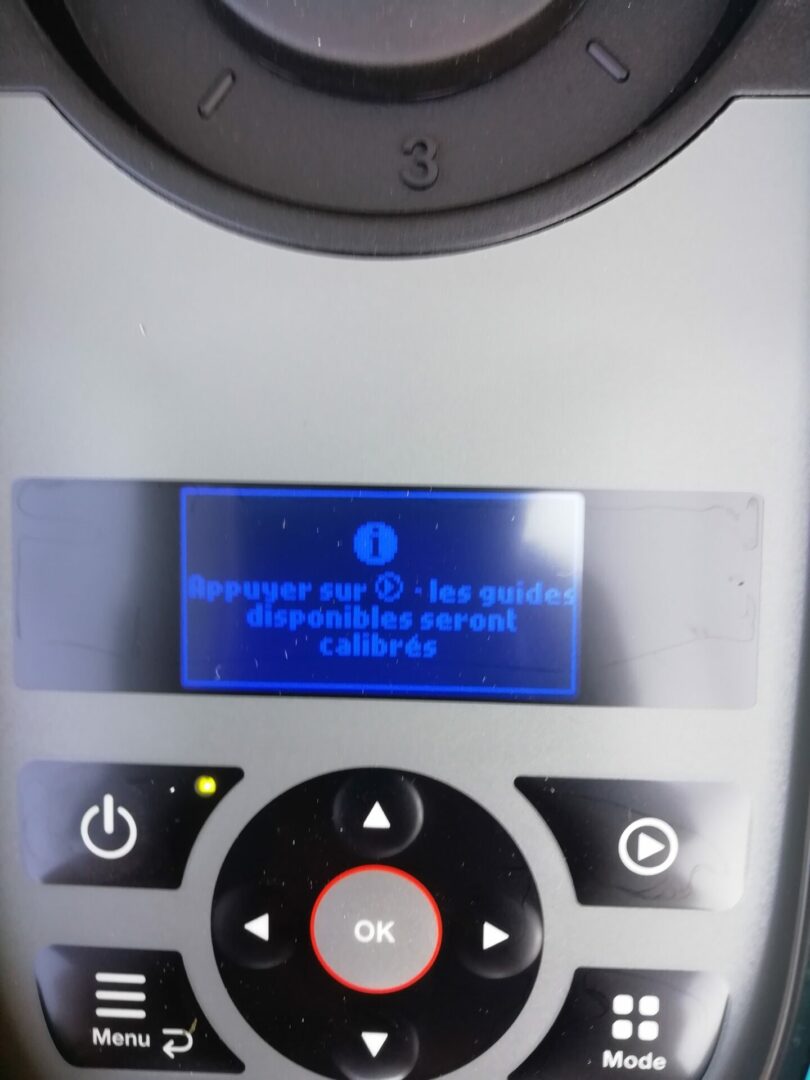 3
Appuyer sur · les guides
disponibles seront
calibrés
OK
Menu
Mode